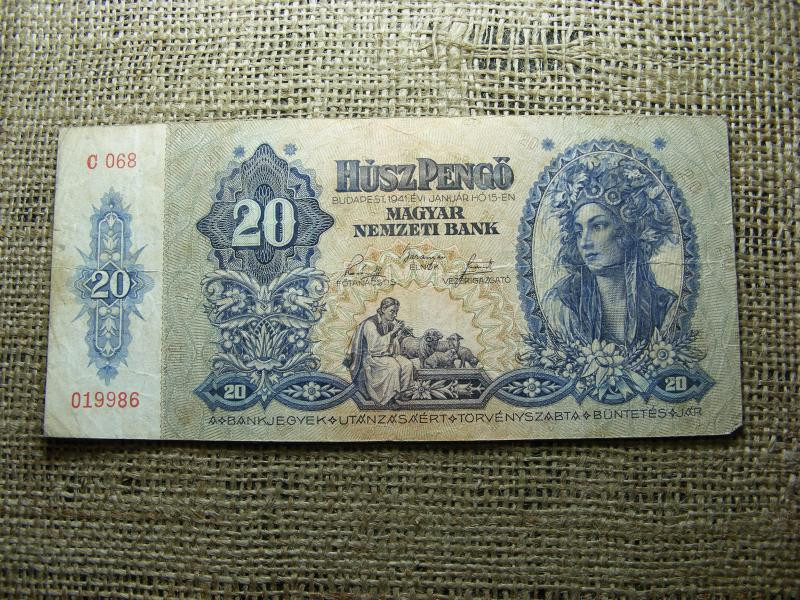 C 068
20
019986
20
20
HÚSZ PENGŐ
BUDAPEST, 1941. ÉVI JANUÁR HÓ 15-ÉN
MAGYAR
NEMZETI BANK
ELNÖK
FŐTANÁCSOS
VEZÉRIGAZGATÓ
20
A BANKJEGYEK UTÁNZÁSÁÉRT TÖRVÉNYSZABTA BÜNTETÉS JÁR